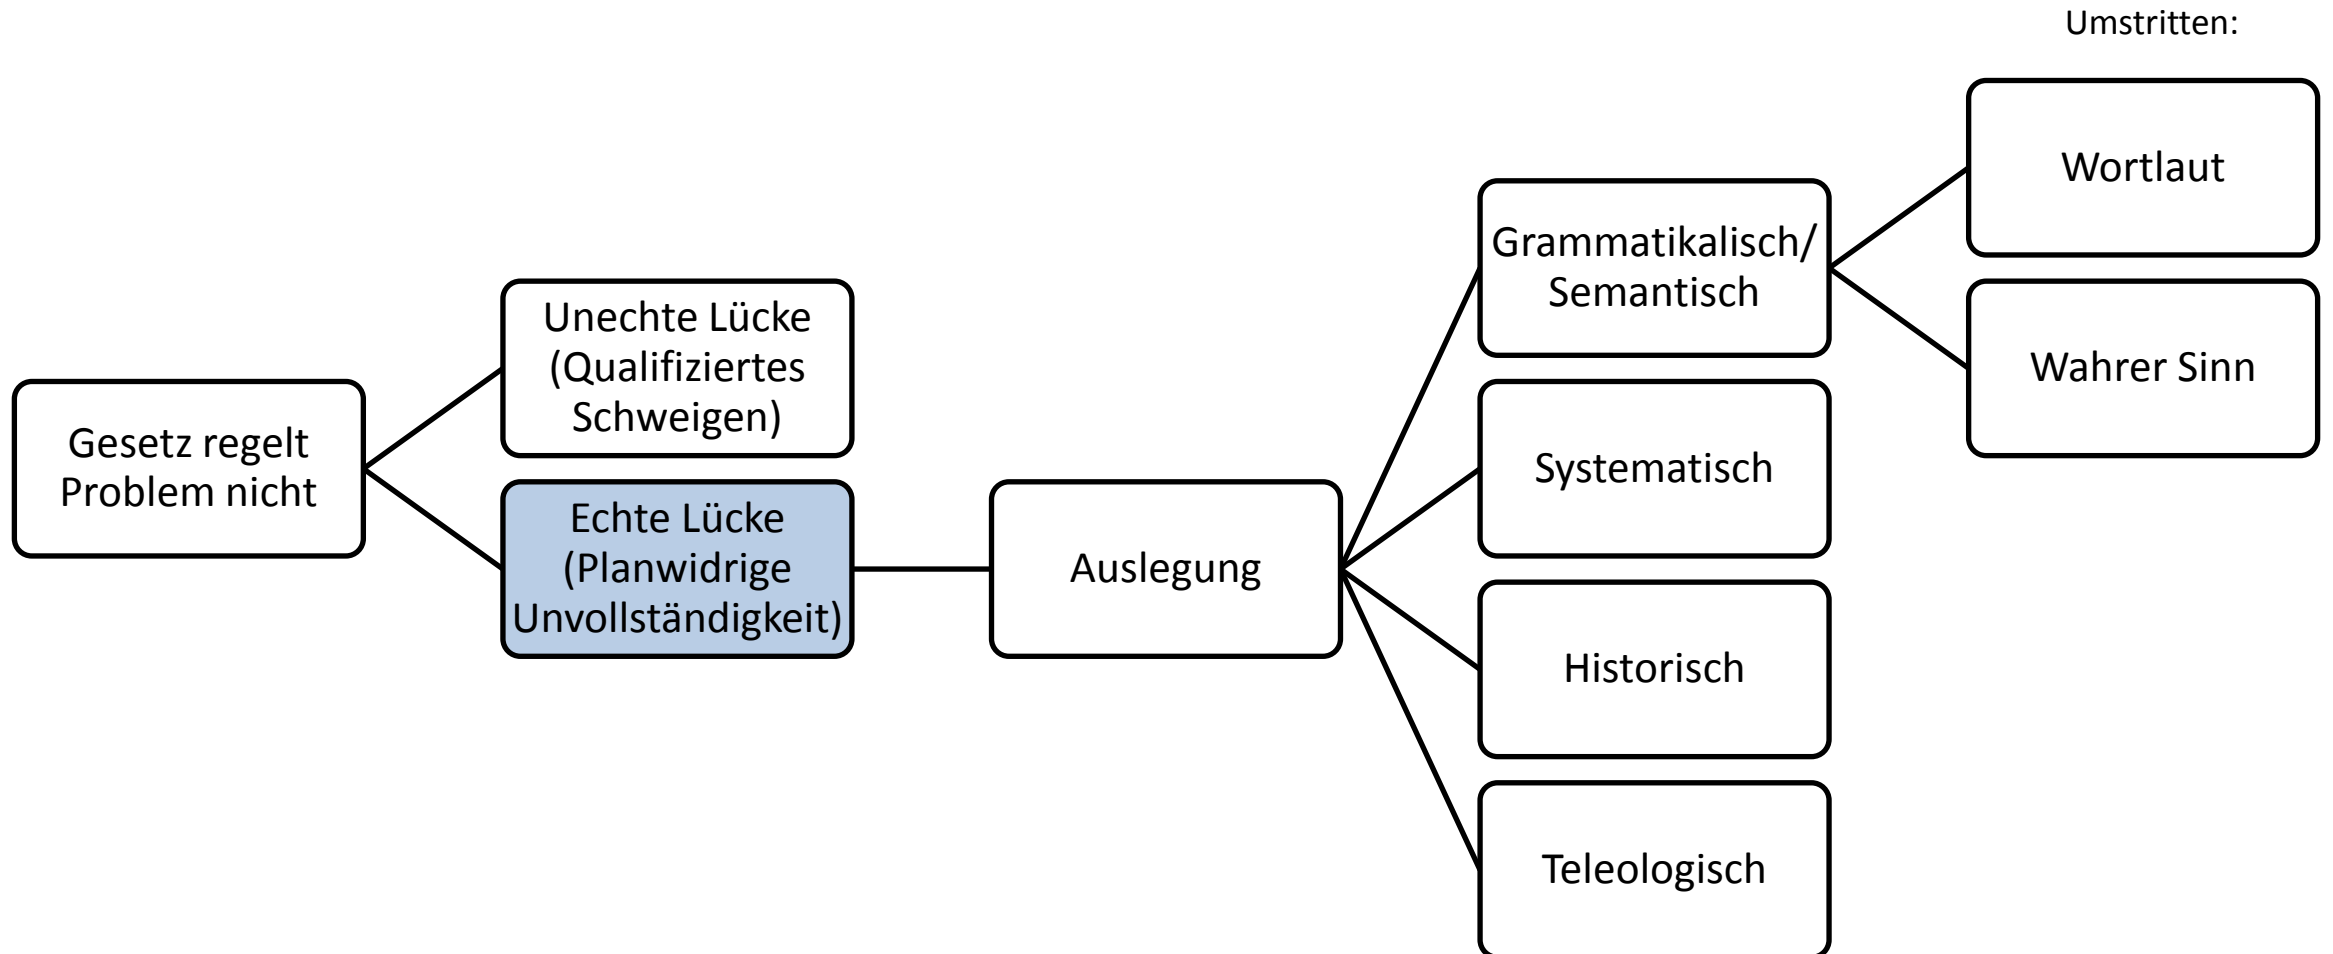 Umstritten:
Gesetz regelt
Problem nicht
Unechte Lücke
(Qualifiziertes
Schweigen)
Echte Lücke
(Planwidrige
Unvollständigkeit)
Auslegung
Grammatikalisch/
Semantisch
Systematisch
Historisch
Teleologisch
Wortlaut
Wahrer Sinn